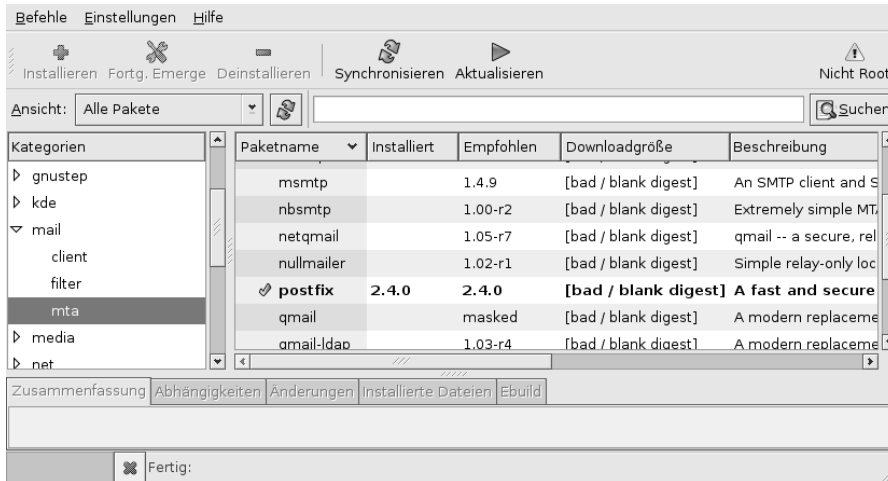 Befehle Einstellungen Hilfe
Installieren Fortg. Emerge Deinstallieren Synchronisieren Aktualisieren Nicht Root
Ansicht: Alle Pakete Suchen
Kategorien
gnustep
kde
mail
client
filter
mta
media
net
Paketname Installiert Empfohlen Downloadgröße Beschreibung
msmtp 1.4.9 [bad / blank digest] An SMTP client and S
nbsmtp 1.00-r2 [bad / blank digest] Extremely simple MT
netqmail 1.05-r7 [bad / blank digest] qmail -- a secure, rel
nullmailer 1.02-r1 [bad / blank digest] Simple relay-only loc
postfix 2.4.0 2.4.0 [bad / blank digest] A fast and secure
qmail masked [bad / blank digest] A modern replaceme
qmail-ldap 1.03-r4 [bad / blank digest] A modern replaceme
Zusammenfassung Abhängigkeiten Änderungen Installierte Dateien Ebuild
Fertig: